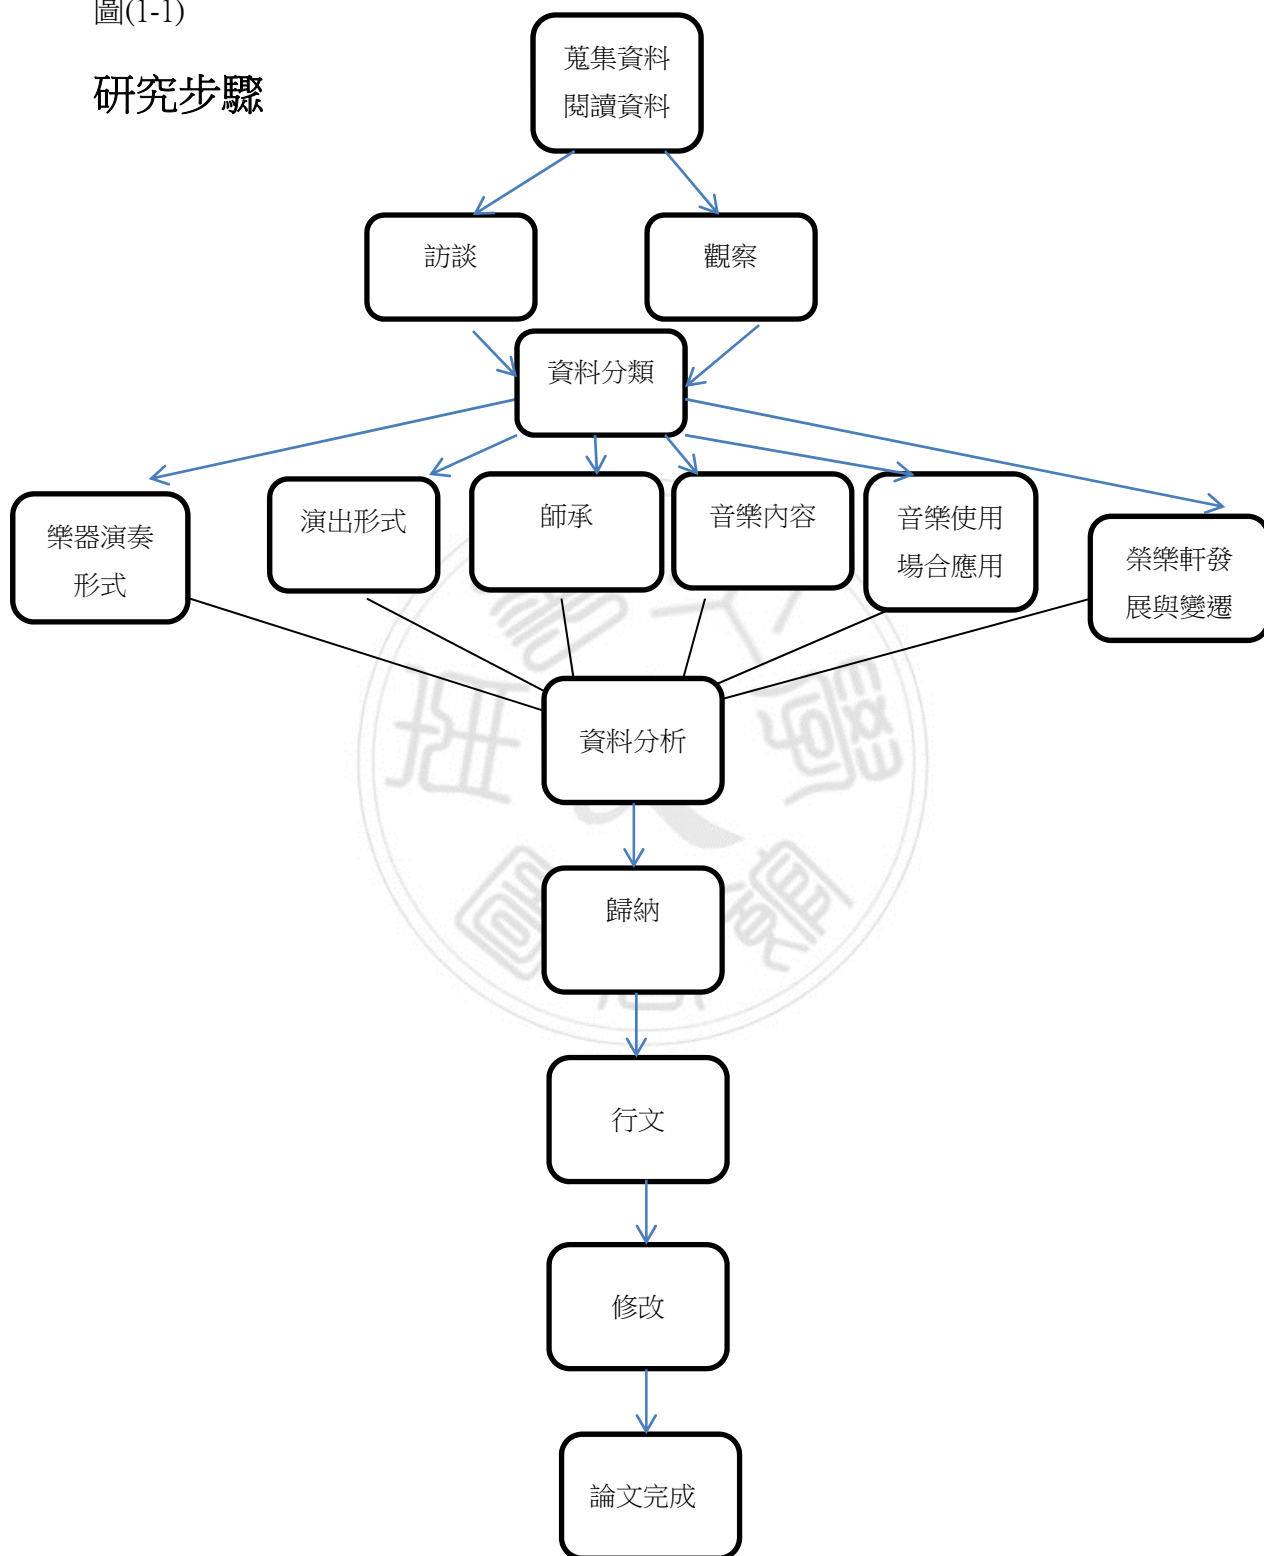 圖(1-1)
研究步驟
蒐集資料
閱讀資料
訪談
觀察
資料分類
樂器演奏
形式
演出形式
師承
音樂內容
音樂使用
場合應用
榮樂軒發
展與變遷
資料分析
歸納
行文
修改
論文完成